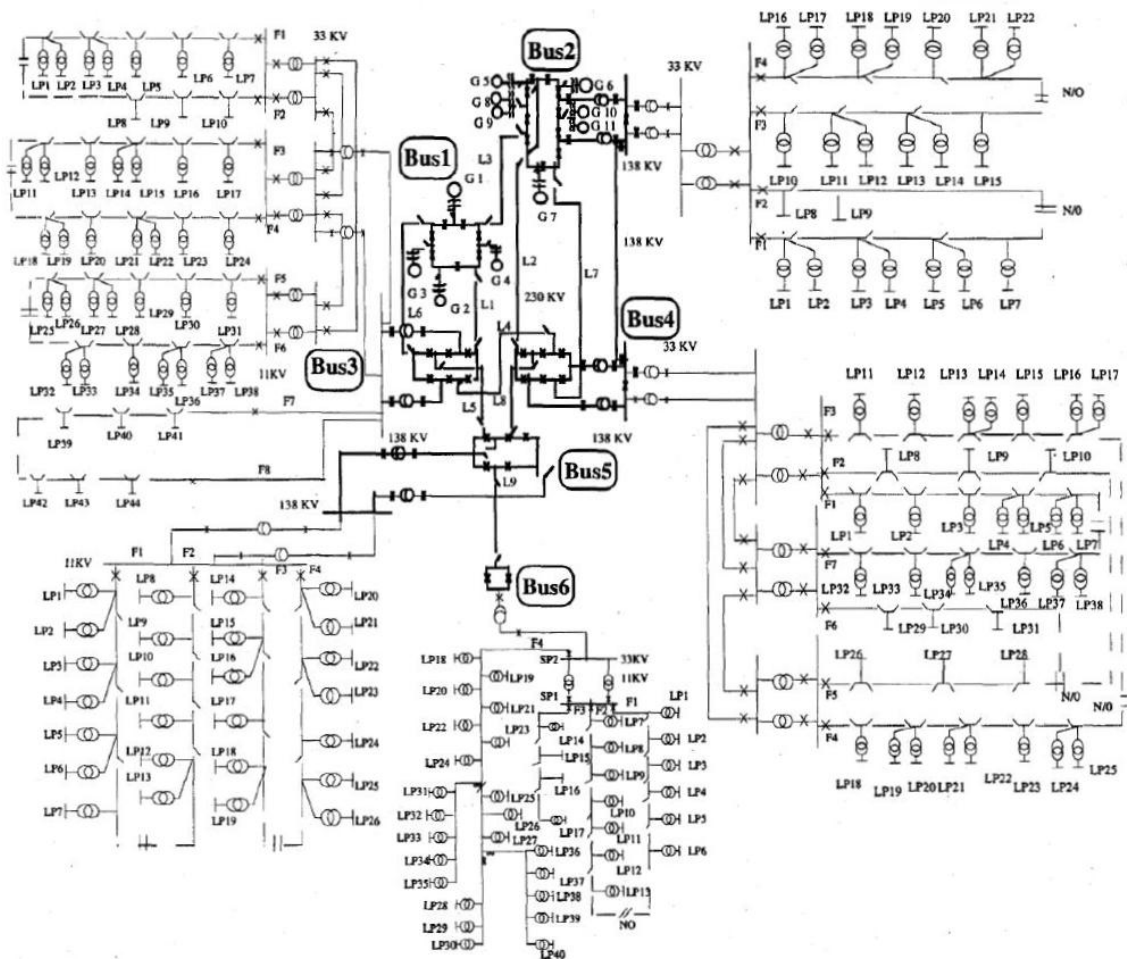 F1
33 KV
LP1 LP2 LP3 LP4 LP5 LP6 LP7
LP8 LP9 LP10
F2
F3
LP11 LP12 LP13 LP14 LP15 LP16 LP17
F4
LP18 LP19 LP20 LP21 LP22 LP23 LP24
F5
LP25 LP26 LP27 LP28 LP29 LP30 LP31
F6
11KV
LP32 LP33 LP34 LP35 LP36 LP37 LP38
F7
LP39 LP40 LP41
F8
LP42 LP43 LP44
Bus3
Bus1
G 1
G 3
G 2
G 4
L3
L1
L6
Bus2
G 5
G 8
G 9
G 6
G 10
G 11
G 7
138 KV
L2
L7
138 KV
230 KV
L4
L5
L8
Bus4
33 KV
138 KV
138 KV
Bus5
L9
138 KV
Bus6
33 KV
LP16 LP17 LP18 LP19 LP20 LP21 LP22
F4
N/O
F3
LP10 LP11 LP12 LP13 LP14 LP15
F2
LP8 LP9
N/0
F1
LP1 LP2 LP3 LP4 LP5 LP6 LP7
LP11 LP12 LP13 LP14 LP15 LP16 LP17
F3
LP8 LP9 LP10
F2
F1
LP1 LP2 LP3 LP4 LP5 LP6 LP7
F7
LP32 LP33 LP34 LP35 LP36 LP37 LP38
F6
LP29 LP30 LP31
LP26 LP27 LP28
F5
N/0
N/0
F4
LP18 LP19 LP20 LP21 LP22 LP23 LP24 LP25
11KV
F1 F2 F3 F4
LP1 LP8 LP14 LP20
LP2 LP9 LP15 LP21
LP3 LP10 LP16 LP22
LP4 LP11 LP17 LP23
LP5 LP12 LP18 LP24
LP6 LP13 LP19 LP25
LP7 LP26
F4
SP2
33KV
11KV
SP1
F3 F2 F1
LP18
LP19
LP20
LP21
LP22
LP23
LP24
LP25
LP26
LP27
LP31
LP32
LP33
LP34
LP35
LP28
LP29
LP30
LP36
LP37
LP38
LP39
LP40
LP14
LP15
LP16
LP17
LP7
LP8
LP9
LP10
LP11
LP12
LP13
NO
LP1
LP2
LP3
LP4
LP5
LP6